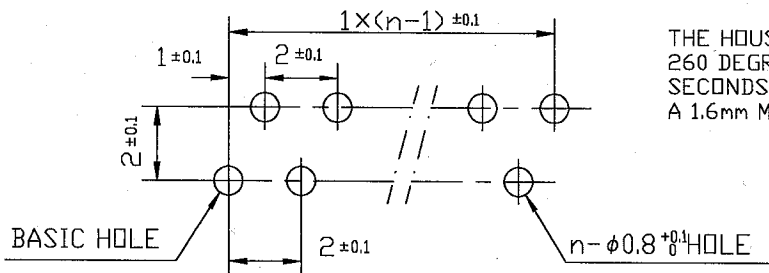 1×(n-1) ±0.1
1 ±0.1
2 ±0.1
2 ±0.1
BASIC HOLE
2 ±0.1
n-ϕ0.8 +0.1 0 HOLE
THE HOUS
260 DEGR
SECONDS
A 1.6mm M